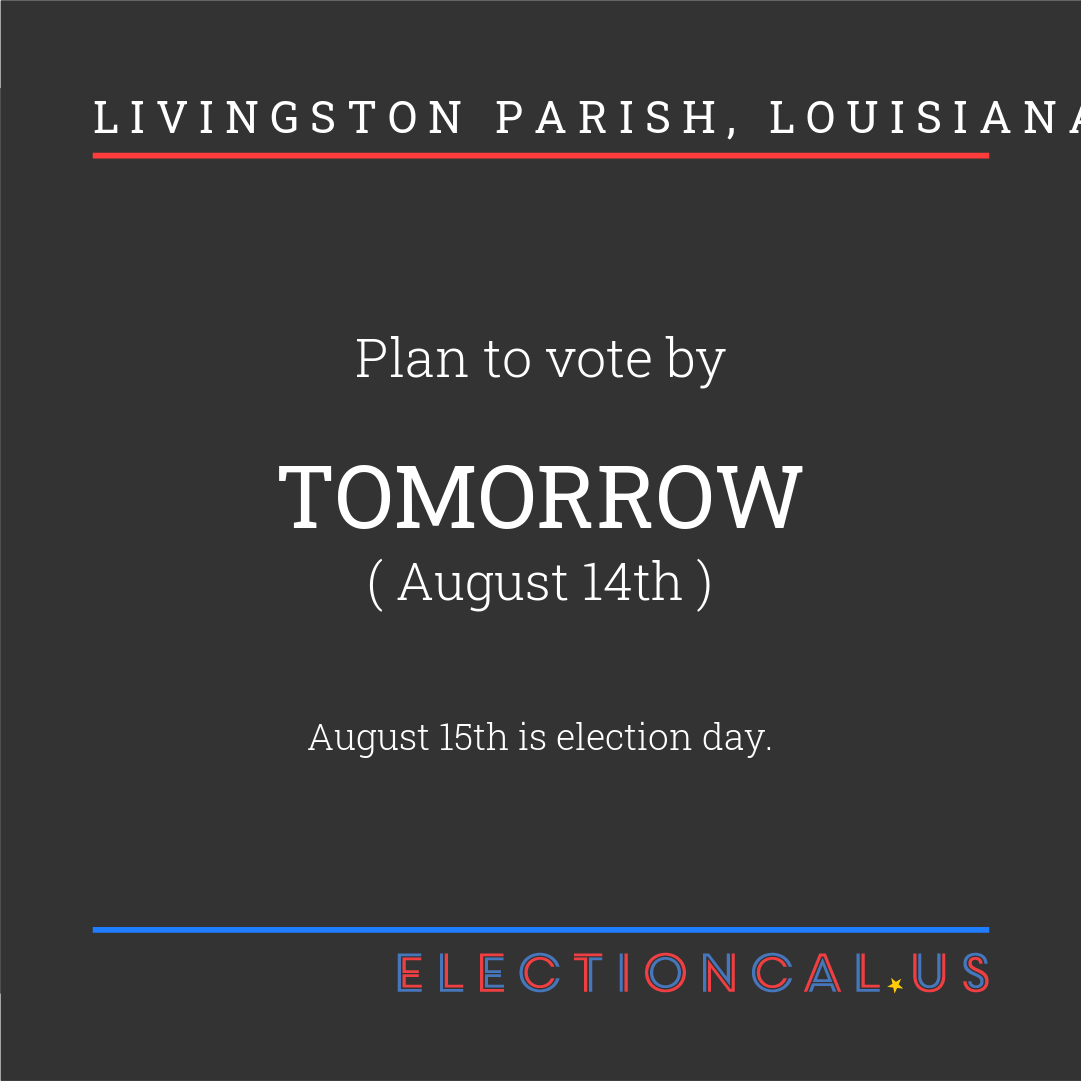 LIVINGSTON PARISH, LOUISIANA
Plan to vote by
TOMORROW
( August 14th )
August 15th is election day.
ELECTIONCAL.US